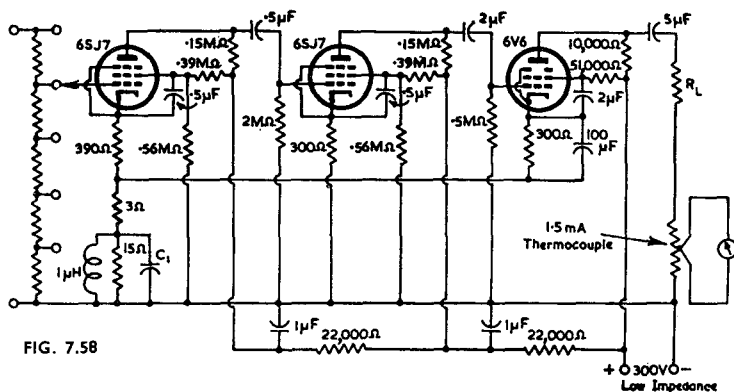 ·5μF
2μF
5μF
6SJ7
·15MΩ
·39MΩ
·5μF
6SJ7
·15MΩ
·39MΩ
·5μF
6V6
10,000Ω
51,000Ω
2μF
R_L
390Ω
·56MΩ
2MΩ
300Ω
·56MΩ
·5MΩ
300Ω
100
μF
3Ω
15Ω
C₁
1μH
1·5mA
Thermocouple
1μF
22,000Ω
1μF
22,000Ω
FIG. 7.58
+ 300V –
Low Impedance